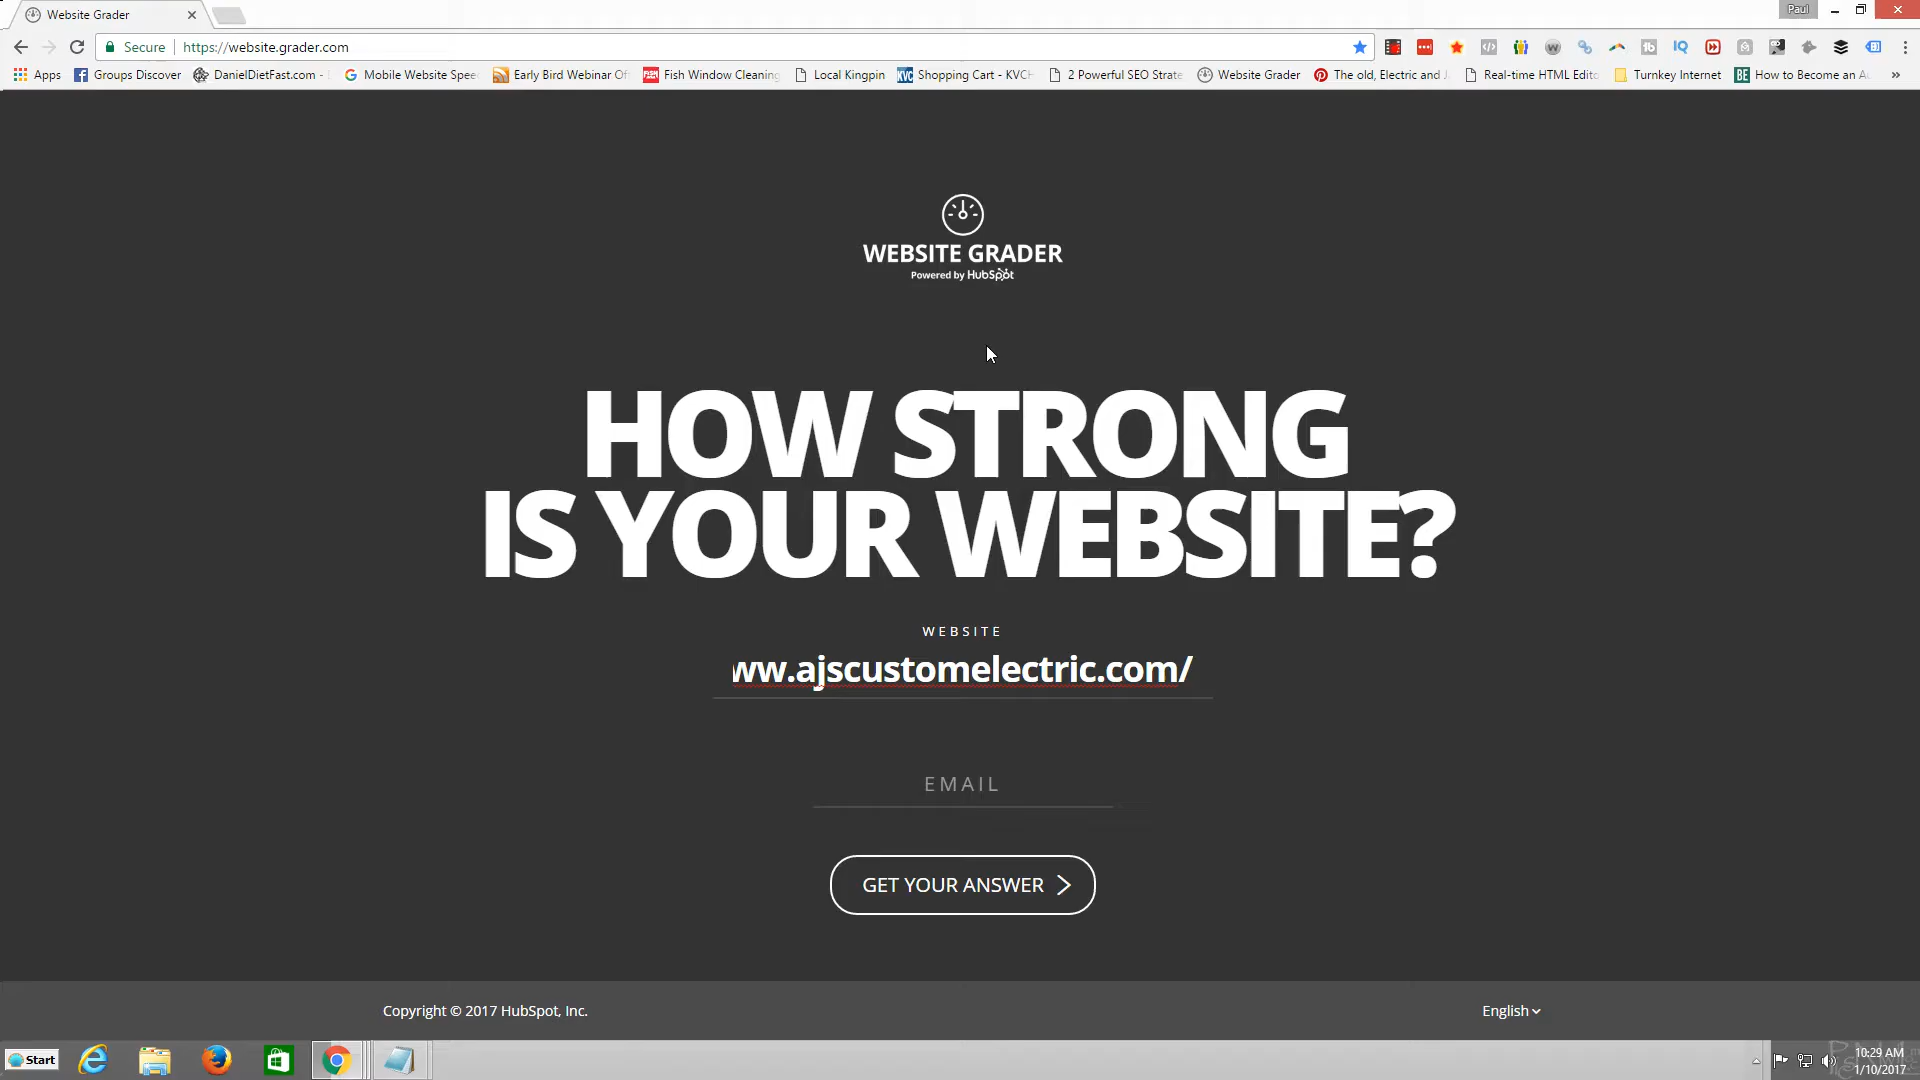 Website Grader
Paul
Secure
https://website.grader.com
Apps
Groups Discover
DanielDietFast.com -
Mobile Website Spee
Early Bird Webinar Of
Fish Window Cleaning
Local Kingpin
KVC Shopping Cart - KVCH
2 Powerful SEO Strate
Website Grader
The old, Electric and J
Real-time HTML Edito
Turnkey Internet
BE How to Become an A
WEBSITE GRADER
Powered by HubSpot
HOW STRONG
IS YOUR WEBSITE?
WEBSITE
ww.ajscustomelectric.com/
EMAIL
GET YOUR ANSWER
Copyright © 2017 HubSpot, Inc.
English
Start
10:29 AM
1/10/2017